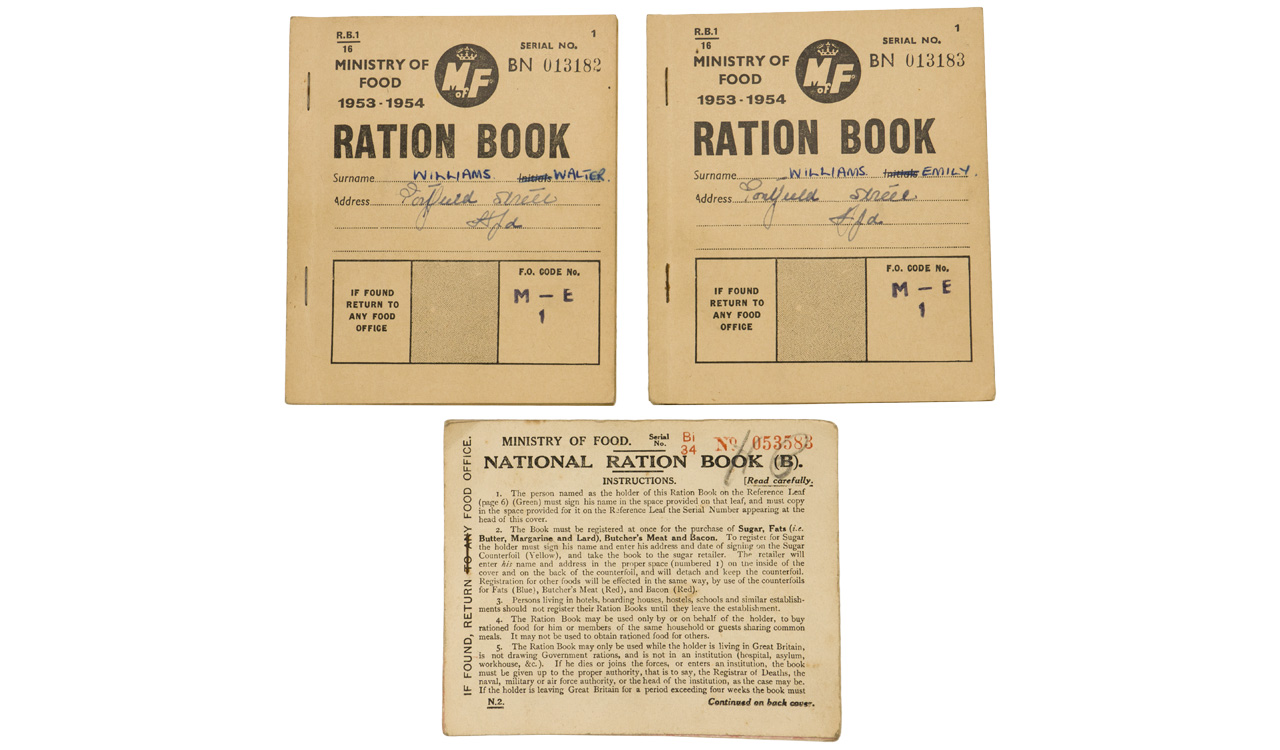 R.B.1
16
MINISTRY OF
FOOD
1953-1954
M of F
SERIAL NO. 1
BN 013182
RATION BOOK
Surname WILLIAMS Initials WALTER.
Address Street
IF FOUND
RETURN TO
ANY FOOD
OFFICE
F.O. CODE No.
M — E
1
R.B.1
16
MINISTRY OF
FOOD
1953-1954
M of F
SERIAL NO. 1
BN 013183
RATION BOOK
Surname WILLIAMS Initials EMILY.
Address Street
IF FOUND
RETURN TO
ANY FOOD
OFFICE
F.O. CODE No.
M — E
1
IF FOUND, RETURN TO ANY FOOD OFFICE.
MINISTRY OF FOOD. Serial No. Bi 34 No 053583
NATIONAL RATION BOOK (B).
INSTRUCTIONS. [Read carefully.
1. The person named as the holder of this Ration Book on the Reference Leaf
(page 6) (Green) must sign his name in the space provided on that leaf, and must copy
in the space provided for it on the Reference Leaf the Serial Number appearing at the
head of this cover.
2. The Book must be registered at once for the purchase of Sugar, Fats (i.e.
Butter, Margarine and Lard), Butcher's Meat and Bacon. To register for Sugar
the holder must sign his name and enter his address and date of signing on the Sugar
Counterfoil (Yellow), and take the book to the sugar retailer. The retailer will
enter his name and address in the proper space (numbered 1) on the inside of the
cover and on the back of the counterfoil, and will detach and keep the counterfoil.
Registration for other foods will be effected in the same way, by use of the counterfoils
for Fats (Blue), Butcher's Meat (Red), and Bacon (Red).
3. Persons living in hotels, boarding houses, hostels, schools and similar establish-
ments should not register their Ration Books until they leave the establishment.
4. The Ration Book may be used only by or on behalf of the holder, to buy
rationed food for him or members of the same household or guests sharing common
meals. It may not be used to obtain rationed food for others.
5. The Ration Book may only be used while the holder is living in Great Britain,
is not drawing Government rations, and is not in an institution (hospital, asylum,
workhouse, &c.). If he dies or joins the forces, or enters an institution, the book
must be given up to the proper authority, that is to say, the Registrar of Deaths, the
naval, military or air force authority, or the head of the institution, as the case may be.
If the holder is leaving Great Britain for a period exceeding four weeks the book must
N.2. Continued on back cover.